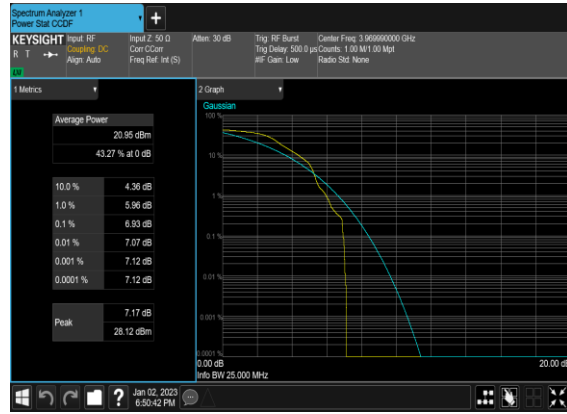 Spectrum Analyzer 1
Power Stat CCDF
+
KEYSIGHT
R T
Input: RF
Coupling: DC
Align: Auto
Input Z: 50 Ω
Corr CCorr
Freq Ref: Int (S)
Atten: 30 dB
Trig: RF Burst
Trig Delay: 500.0 µs
#IF Gain: Low
Center Freq: 3.969990000 GHz
Counts: 1.00 M/1.00 Mpt
Radio Std: None
1 Metrics
Average Power
20.95 dBm
43.27 % at 0 dB
10.0 % 4.36 dB
1.0 % 5.96 dB
0.1 % 6.93 dB
0.01 % 7.07 dB
0.001 % 7.12 dB
0.0001 % 7.12 dB
Peak
7.17 dB
28.12 dBm
2 Graph
Gaussian
100 %
10 %
1 %
0.1 %
0.01 %
0.001 %
0.0001 %
0.00 dB
20.00 dB
Info BW 25.000 MHz
?
Jan 02, 2023
6:50:42 PM